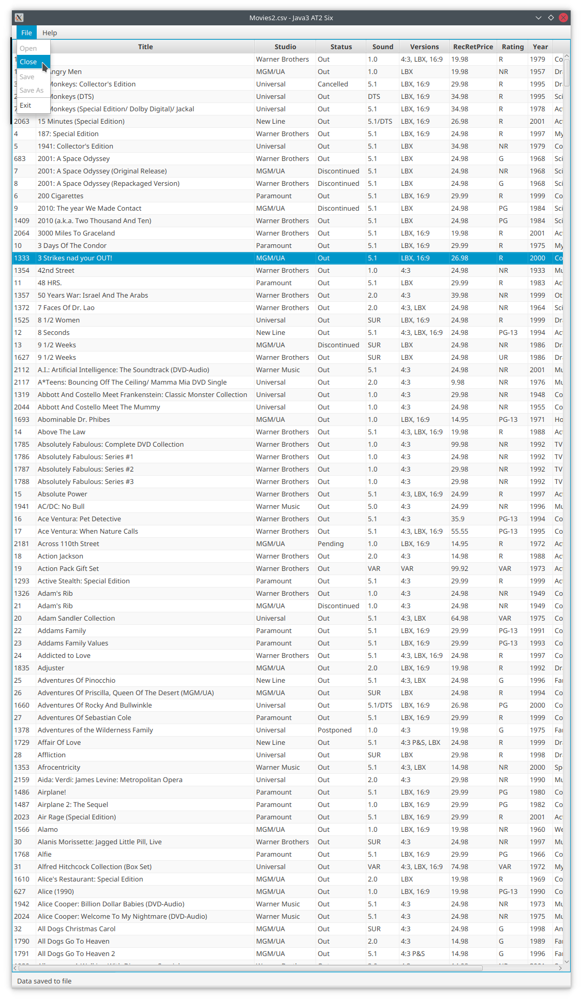 Movies2.csv - Java3 AT2 Six
File Help
Open
Close
Save
Save As
Exit
Title Studio Status Sound Versions RecRetPrice Rating Year
Warner Brothers Out 1.0 4:3, LBX, 16:9 19.98 R 1979 Co
Angry Men MGM/UA Out 1.0 LBX 19.98 NR 1957 Dr
Monkeys: Collector's Edition Universal Cancelled 5.1 LBX, 16:9 29.98 R 1995 Dr
Monkeys (DTS) Universal Out DTS LBX, 16:9 34.98 R 1995 Sci
Monkeys (Special Edition/ Dolby Digital)/ Jackal Universal Out 5.1 LBX, 16:9 34.98 R 1978 Ac
2063 15 Minutes (Special Edition) New Line Out 5.1/DTS LBX, 16:9 26.98 R 2001 Ac
4 187: Special Edition Warner Brothers Out 5.1 LBX, 16:9 24.98 R 1997 My
5 1941: Collector's Edition Universal Out 5.1 LBX 34.98 NR 1979 Co
683 2001: A Space Odyssey Warner Brothers Out 5.1 LBX 24.98 G 1968 Sci
7 2001: A Space Odyssey (Original Release) MGM/UA Discontinued 5.1 LBX 24.98 NR 1968 Sci
8 2001: A Space Odyssey (Repackaged Version) Warner Brothers Discontinued 5.1 LBX 24.98 G 1968 Sci
6 200 Cigarettes Paramount Out 5.1 LBX, 16:9 29.99 R 1999 Co
9 2010: The year We Made Contact MGM/UA Discontinued 5.1 LBX 24.98 PG 1984 Sci
1409 2010 (a.k.a. Two Thousand And Ten) Warner Brothers Out 5.1 LBX 24.98 PG 1984 Sci
2064 3000 Miles To Graceland Warner Brothers Out 5.1 LBX, 16:9 19.98 R 2001 Ac
10 3 Days Of The Condor Paramount Out 5.1 LBX, 16:9 29.99 R 1975 My
1333 3 Strikes nad your OUT! MGM/UA Out 5.1 LBX, 16:9 26.98 R 2000 Co
1354 42nd Street Warner Brothers Out 1.0 4:3 24.98 NR 1933 Mu
11 48 HRS. Paramount Out 5.1 LBX 29.99 R 1983 Ac
1357 50 Years War: Israel And The Arabs Warner Brothers Out 2.0 4:3 39.98 NR 1999 Ot
1372 7 Faces Of Dr. Lao Warner Brothers Out 2.0 4:3, LBX 24.98 NR 1964 Sci
1525 8 1/2 Women Universal Out SUR LBX, 16:9 24.98 R 1999 Dr
12 8 Seconds New Line Out 5.1 4:3, LBX, 16:9 24.98 PG-13 1994 Ac
13 9 1/2 Weeks MGM/UA Discontinued SUR LBX 24.98 NR 1986 Dr
1627 9 1/2 Weeks Warner Brothers Out SUR LBX 24.98 UR 1986 Dr
2112 A.I.: Artificial Intelligence: The Soundtrack (DVD-Audio) Warner Music Out 5.1 4:3 24.98 NR 2001 Mu
2117 A*Teens: Bouncing Off The Ceiling/ Mamma Mia DVD Single Universal Out 2.0 4:3 9.98 NR 1976 Mu
1319 Abbott And Costello Meet Frankenstein: Classic Monster Collection Universal Out 1.0 4:3 29.98 NR 1948 Co
2044 Abbott And Costello Meet The Mummy Universal Out 1.0 4:3 24.98 NR 1955 Co
1693 Abominable Dr. Phibes MGM/UA Out 1.0 LBX, 16:9 14.95 PG-13 1971 Ho
14 Above The Law Warner Brothers Out 5.1 4:3, LBX, 16:9 19.98 R 1988 Ac
1785 Absolutely Fabulous: Complete DVD Collection Warner Brothers Out 1.0 4:3 99.98 NR 1992 TV
1786 Absolutely Fabulous: Series #1 Warner Brothers Out 1.0 4:3 24.98 NR 1992 TV
1787 Absolutely Fabulous: Series #2 Warner Brothers Out 1.0 4:3 29.98 NR 1992 TV
1788 Absolutely Fabulous: Series #3 Warner Brothers Out 1.0 4:3 29.98 NR 1992 TV
15 Absolute Power Warner Brothers Out 5.1 4:3, LBX, 16:9 24.99 R 1997 Ac
1941 AC/DC: No Bull Warner Music Out 5.0 4:3 24.99 NR 1996 Mu
16 Ace Ventura: Pet Detective Warner Brothers Out 5.1 4:3 35.9 PG-13 1994 Co
17 Ace Ventura: When Nature Calls Warner Brothers Out 5.1 4:3, LBX, 16:9 55.55 PG-13 1995 Co
2181 Across 110th Street MGM/UA Pending 1.0 LBX, 16:9 14.95 R 1972 Ac
18 Action Jackson Warner Brothers Out 2.0 4:3 14.98 R 1988 Ac
19 Action Pack Gift Set Warner Brothers Out VAR VAR 99.92 VAR 1973 Ac
1293 Active Stealth: Special Edition Paramount Out 5.1 4:3 29.99 R 1999 Ac
1326 Adam's Rib Warner Brothers Out 1.0 4:3 24.98 NR 1949 Co
21 Adam's Rib MGM/UA Discontinued 1.0 4:3 24.98 NR 1949 Co
20 Adam Sandler Collection Universal Out 5.1 4:3, LBX 64.98 VAR 1975 Co
22 Addams Family Paramount Out 5.1 LBX, 16:9 29.99 PG-13 1991 Co
23 Addams Family Values Paramount Out 5.1 LBX, 16:9 29.99 PG-13 1993 Co
24 Addicted to Love Warner Brothers Out 5.1 4:3, LBX, 16:9 24.98 R 1997 Co
1835 Adjuster MGM/UA Out 2.0 LBX, 16:9 19.98 R 1992 Dr
25 Adventures Of Pinocchio New Line Out 5.1 4:3, LBX 24.98 G 1996 Fa
26 Adventures Of Priscilla, Queen Of The Desert (MGM/UA) MGM/UA Out SUR LBX 24.98 R 1994 Co
1660 Adventures Of Rocky And Bullwinkle Universal Out 5.1/DTS LBX, 16:9 26.98 PG 2000 Co
27 Adventures Of Sebastian Cole Paramount Out 5.1 LBX, 16:9 29.99 R 1999 Co
1378 Adventures of the Wilderness Family Universal Postponed 1.0 4:3 19.98 G 1975 Fa
1729 Affair Of Love New Line Out 5.1 4:3 P&S, LBX 24.98 R 1999 Dr
28 Affliction Universal Out SUR LBX 29.98 R 1998 Dr
1353 Afrocentricity Warner Music Out 5.1 4:3, LBX 14.98 NR 2000 Sp
2159 Aida: Verdi: James Levine: Metropolitan Opera Universal Out 2.0 4:3 29.98 NR 1990 Mu
1486 Airplane! Paramount Out 5.1 LBX, 16:9 29.99 PG 1980 Co
1487 Airplane 2: The Sequel Paramount Out 1.0 LBX, 16:9 29.99 PG 1982 Co
2023 Air Rage (Special Edition) Paramount Out 5.1 LBX, 16:9 29.99 R 2001 Ac
1566 Alamo MGM/UA Out 1.0 LBX, 16:9 19.98 NR 1960 We
30 Alanis Morissette: Jagged Little Pill, Live Warner Brothers Out SUR 4:3 24.98 NR 1997 Mu
1768 Alfie Paramount Out 5.1 LBX, 16:9 29.99 PG 1966 Co
31 Alfred Hitchcock Collection (Box Set) Universal Out VAR 4:3, LBX, 16:9 74.98 VAR 1972 My
1610 Alice's Restaurant: Special Edition MGM/UA Out 2.0 LBX 19.98 R 1969 Co
627 Alice (1990) MGM/UA Out 1.0 LBX, 16:9 19.98 PG-13 1990 Co
1942 Alice Cooper: Billion Dollar Babies (DVD-Audio) Warner Music Out 5.1 4:3 24.98 NR 1973 Mu
2024 Alice Cooper: Welcome To My Nightmare (DVD-Audio) Warner Music Out 5.1 4:3 24.98 NR 1975 Mu
32 All Dogs Christmas Carol MGM/UA Out SUR 4:3 24.98 G 1998 An
1790 All Dogs Go To Heaven MGM/UA Out 2.0 4:3 14.98 G 1989 Fa
1791 All Dogs Go To Heaven 2 MGM/UA Out 5.1 4:3 P&S 14.98 G 1996 Fa
Data saved to file